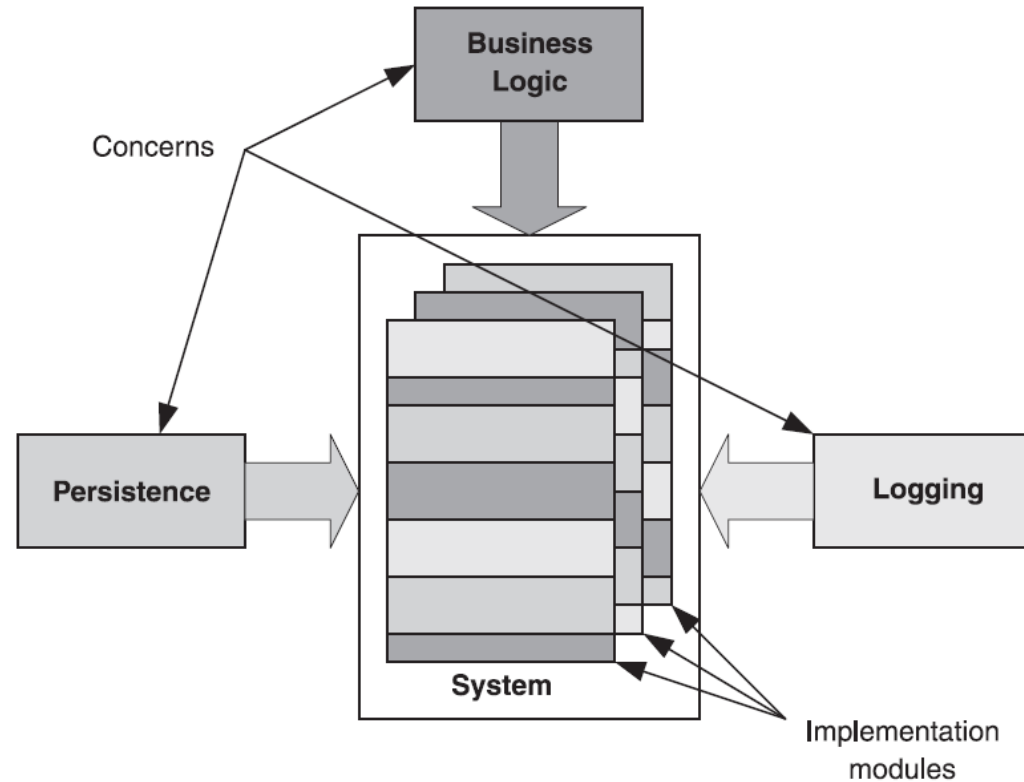 Business
Logic
Concerns
Persistence
Logging
System
Implementation
modules